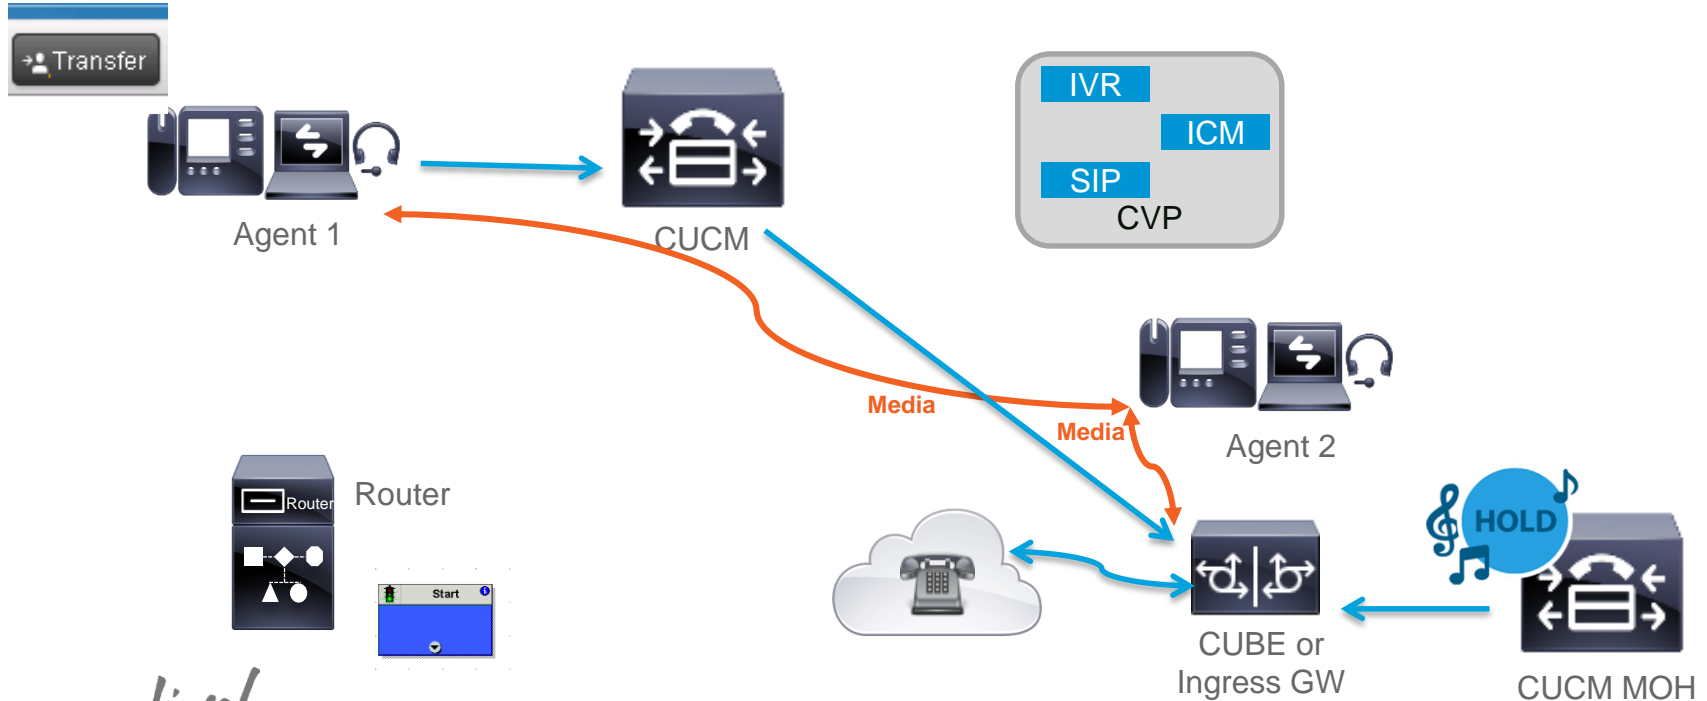 Transfer
IVR
ICM
SIP
CVP
Agent 1
CUCM
Media
Media
Agent 2
Router
Router
HOLD
Start
CUBE or
Ingress GW
CUCM MOH